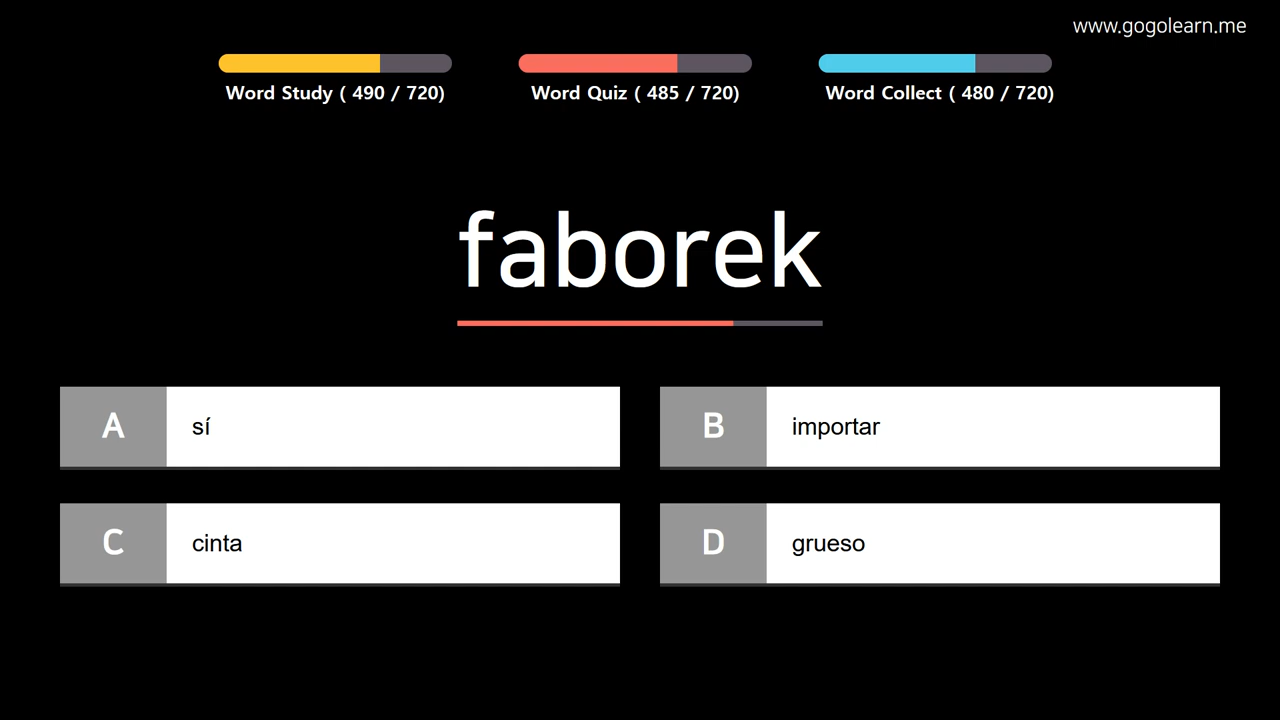 www.gogolearn.me
Word Study ( 490 / 720)
Word Quiz ( 485 / 720)
Word Collect ( 480 / 720)
faborek
A sí
B importar
C cinta
D grueso